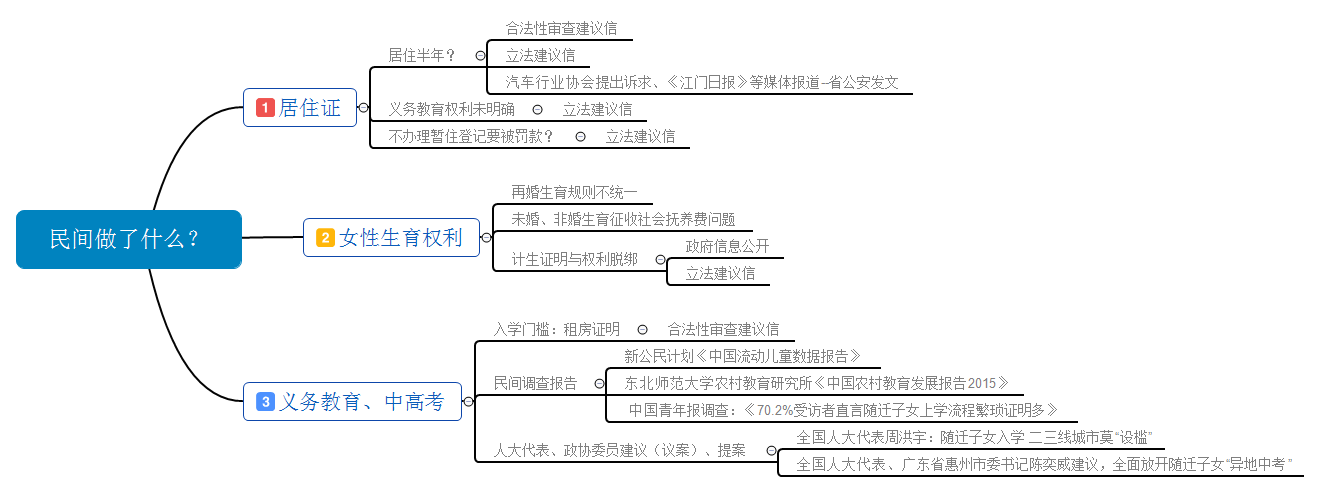 民间做了什么？
1 居住证
居住半年？
合法性审查建议信
立法建议信
汽车行业协会提出诉求、《江门日报》等媒体报道--省公安发文
义务教育权利未明确
立法建议信
不办理暂住登记要被罚款？
立法建议信
2 女性生育权利
再婚生育规则不统一
未婚、非婚生育征收社会抚养费问题
计生证明与权利脱绑
政府信息公开
立法建议信
3 义务教育、中高考
入学门槛：租房证明
合法性审查建议信
民间调查报告
新公民计划《中国流动儿童数据报告》
东北师范大学农村教育研究所《中国农村教育发展报告2015》
中国青年报调查：《70.2%受访者直言随迁子女上学流程繁琐证明多》
人大代表、政协委员建议（议案）、提案
全国人大代表周洪宇：随迁子女入学 二三线城市莫“设槛”
全国人大代表、广东省惠州市委书记陈奕威建议，全面放开随迁子女“异地中考”